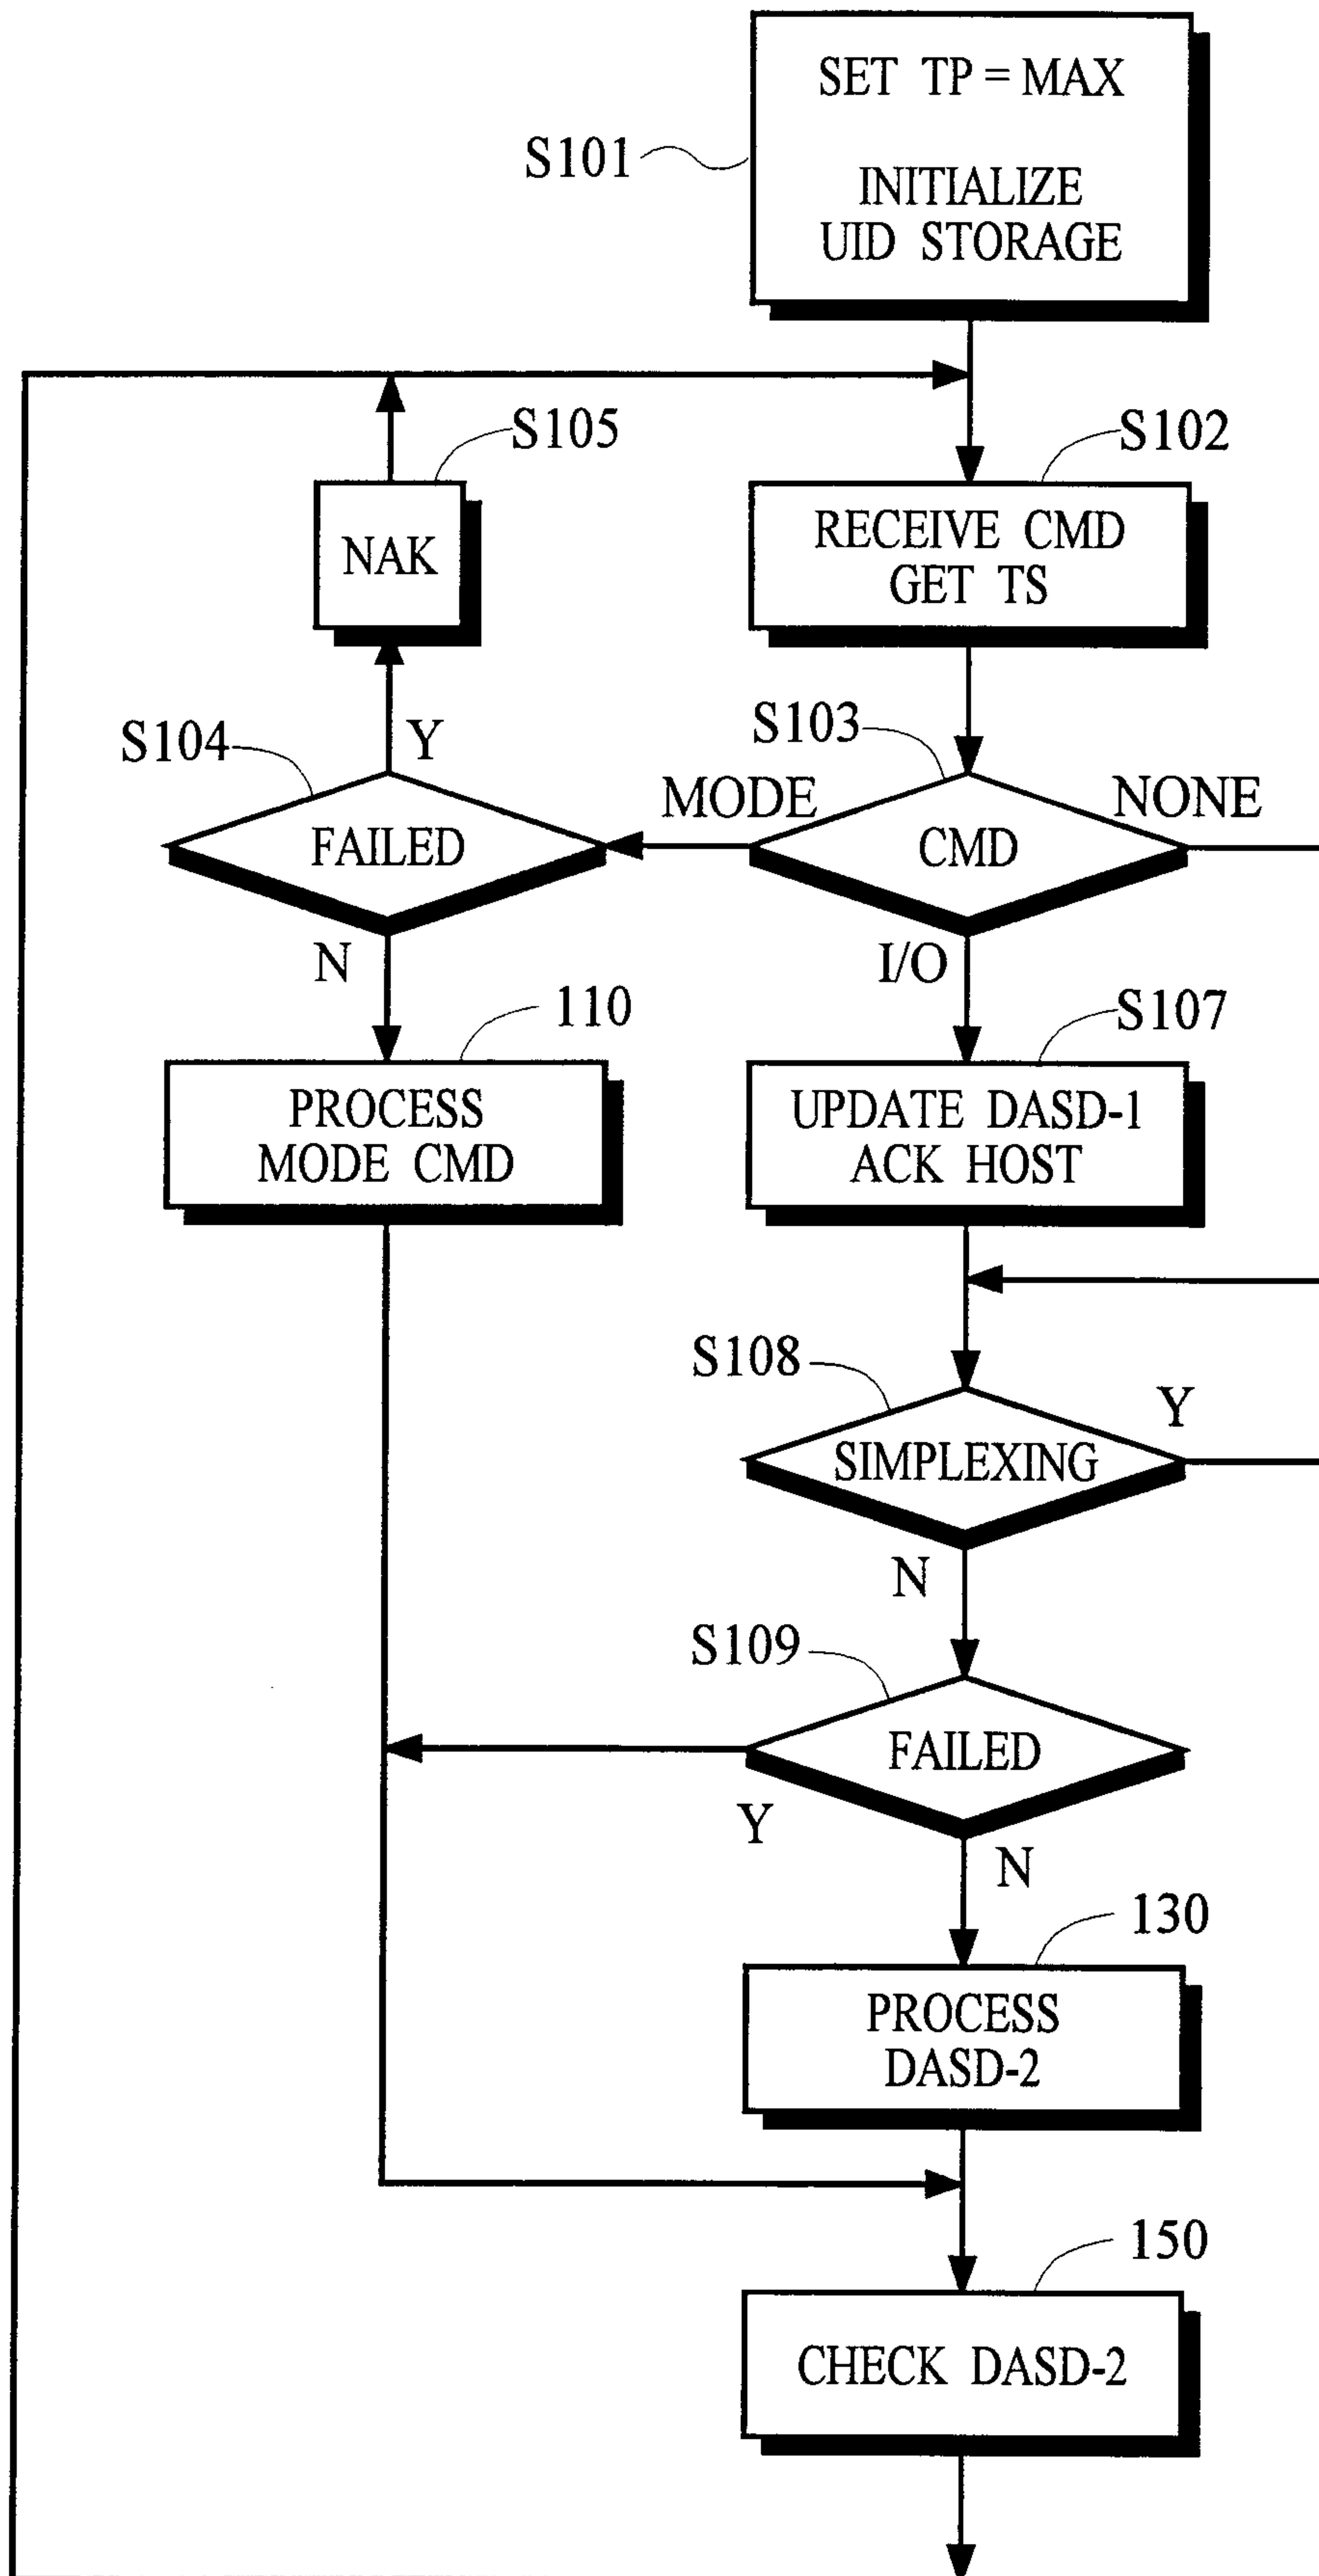 SET TP = MAX
INITIALIZE
UID STORAGE
S101
S105
S102
NAK
RECEIVE CMD
GET TS
S104
Y
S103
MODE
NONE
FAILED
CMD
N
I/O
110
S107
PROCESS
MODE CMD
UPDATE DASD-1
ACK HOST
S108
Y
SIMPLEXING
N
S109
FAILED
Y
N
130
PROCESS
DASD-2
150
CHECK DASD-2